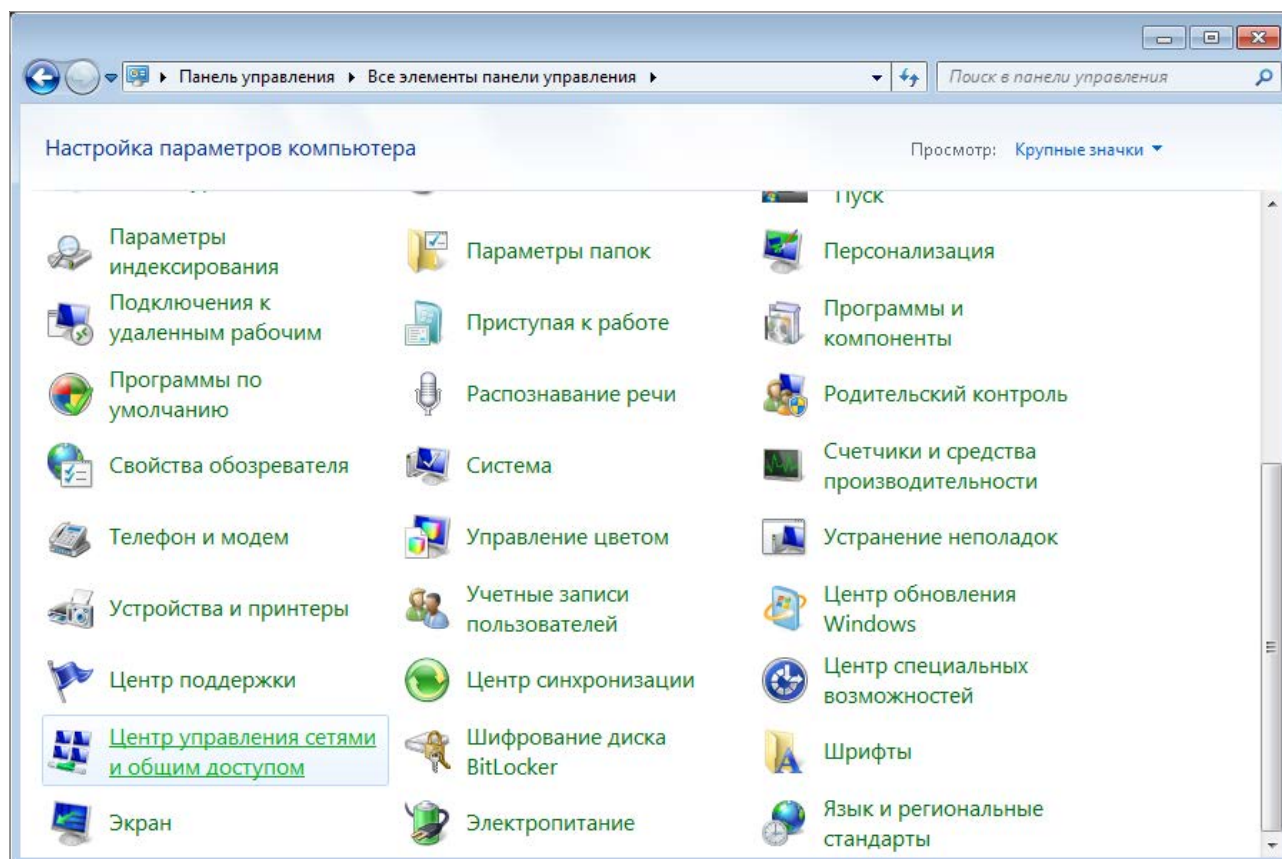 Панель управления ▸ Все элементы панели управления ▸
Поиск в панели управления
Настройка параметров компьютера
Просмотр: Крупные значки
Пуск
Параметры
индексирования
Параметры папок
Персонализация
Подключения к
удаленным рабочим
Приступая к работе
Программы и
компоненты
Программы по
умолчанию
Распознавание речи
Родительский контроль
Свойства обозревателя
Система
Счетчики и средства
производительности
Телефон и модем
Управление цветом
Устранение неполадок
Устройства и принтеры
Учетные записи
пользователей
Центр обновления
Windows
Центр поддержки
Центр синхронизации
Центр специальных
возможностей
Центр управления сетями
и общим доступом
Шифрование диска
BitLocker
Шрифты
Экран
Электропитание
Язык и региональные
стандарты